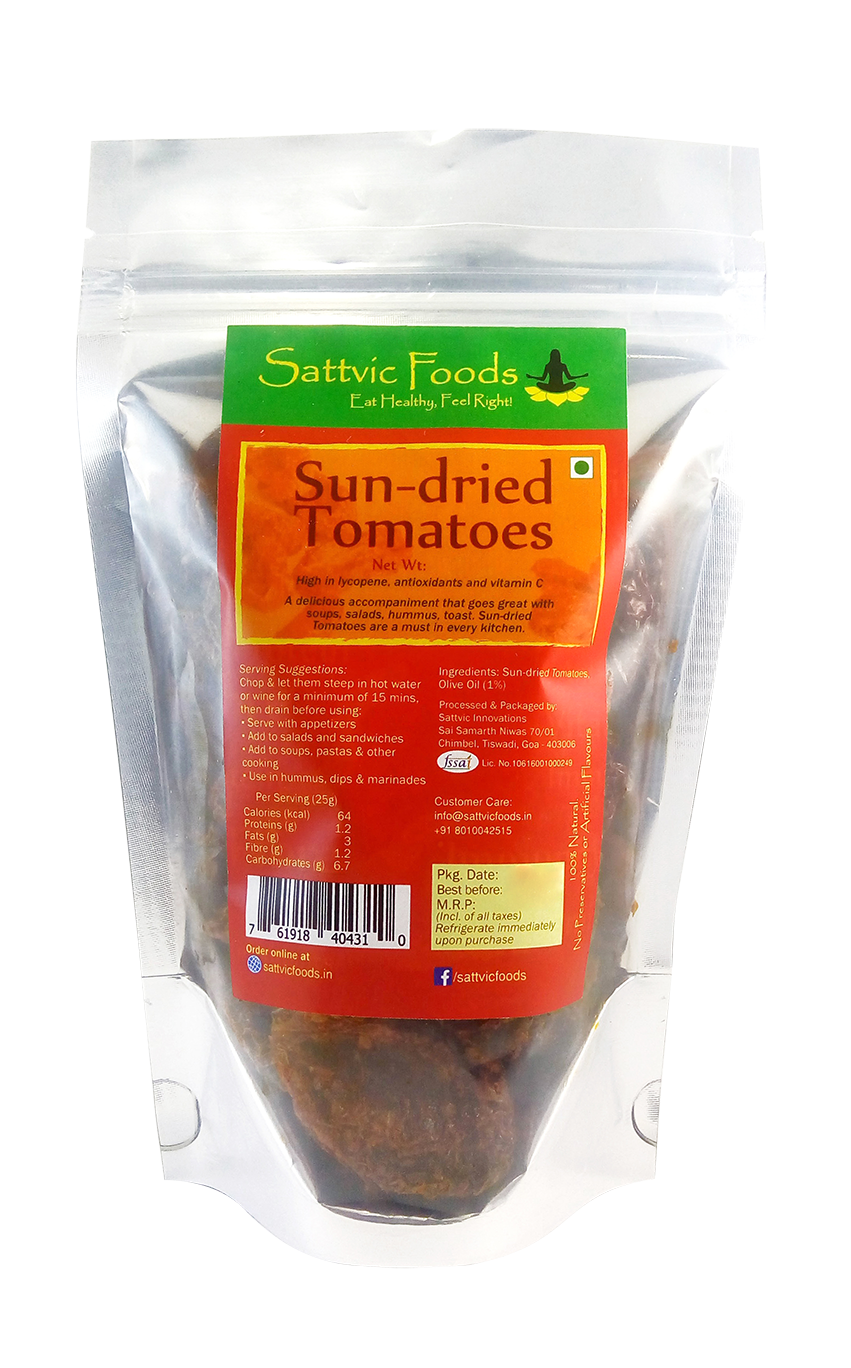 Sattvic Foods
Eat Healthy, Feel Right!
Sun-dried
Tomatoes
Net Wt:
High in lycopene, antioxidants and vitamin C
A delicious accompaniment that goes great with
soups, salads, hummus, toast. Sun-dried
Tomatoes are a must in every kitchen.
Serving Suggestions:
Chop & let them steep in hot water
or wine for a minimum of 15 mins,
then drain before using:
• Serve with appetizers
• Add to salads and sandwiches
• Add to soups, pastas & other
cooking
• Use in hummus, dips & marinades
Per Serving (25g)
Calories (kcal) 64
Proteins (g) 1.2
Fats (g) 3
Fibre (g) 1.2
Carbohydrates (g) 6.7
7 61918 40431 0
Order online at
sattvicfoods.in
Ingredients: Sun-dried Tomatoes,
Olive Oil (1%)
Processed & Packaged by:
Sattvic Innovations
Sai Samarth Niwas 70/01
Chimbel, Tiswadi, Goa - 403006
fssai Lic. No.10616001000249
Customer Care:
info@sattvicfoods.in
+91 8010042515
Pkg. Date:
Best before:
M.R.P:
(Incl. of all taxes)
Refrigerate immediately
upon purchase
/sattvicfoods
100% Natural.
No Preservatives or Artificial Flavours